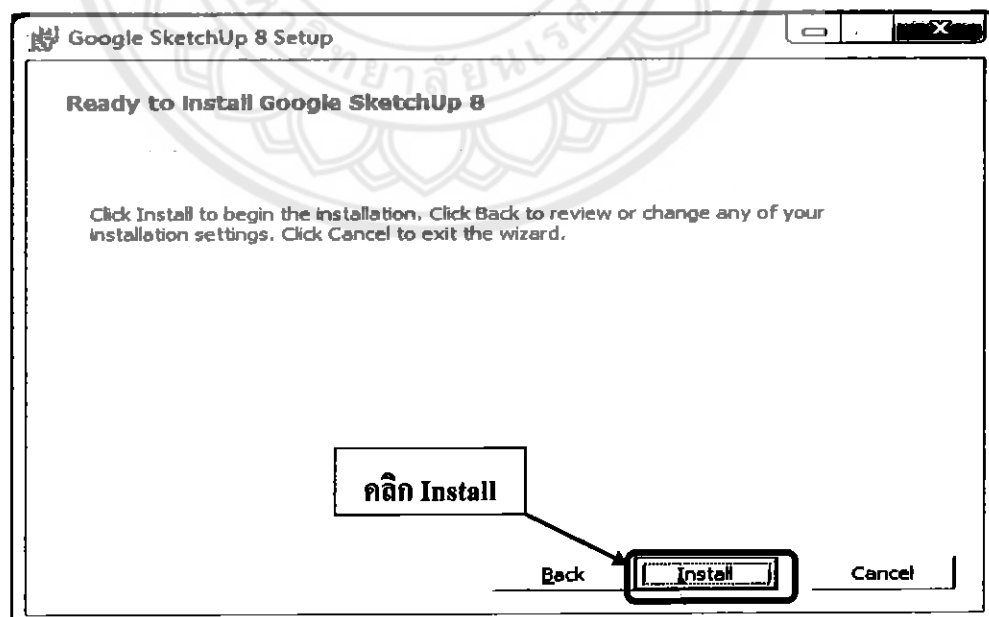 Google SketchUp 8 Setup
Ready to Install Google SketchUp 8
Click Install to begin the installation. Click Back to review or change any of your
installation settings. Click Cancel to exit the wizard.
คลิก Install
Back Install Cancel